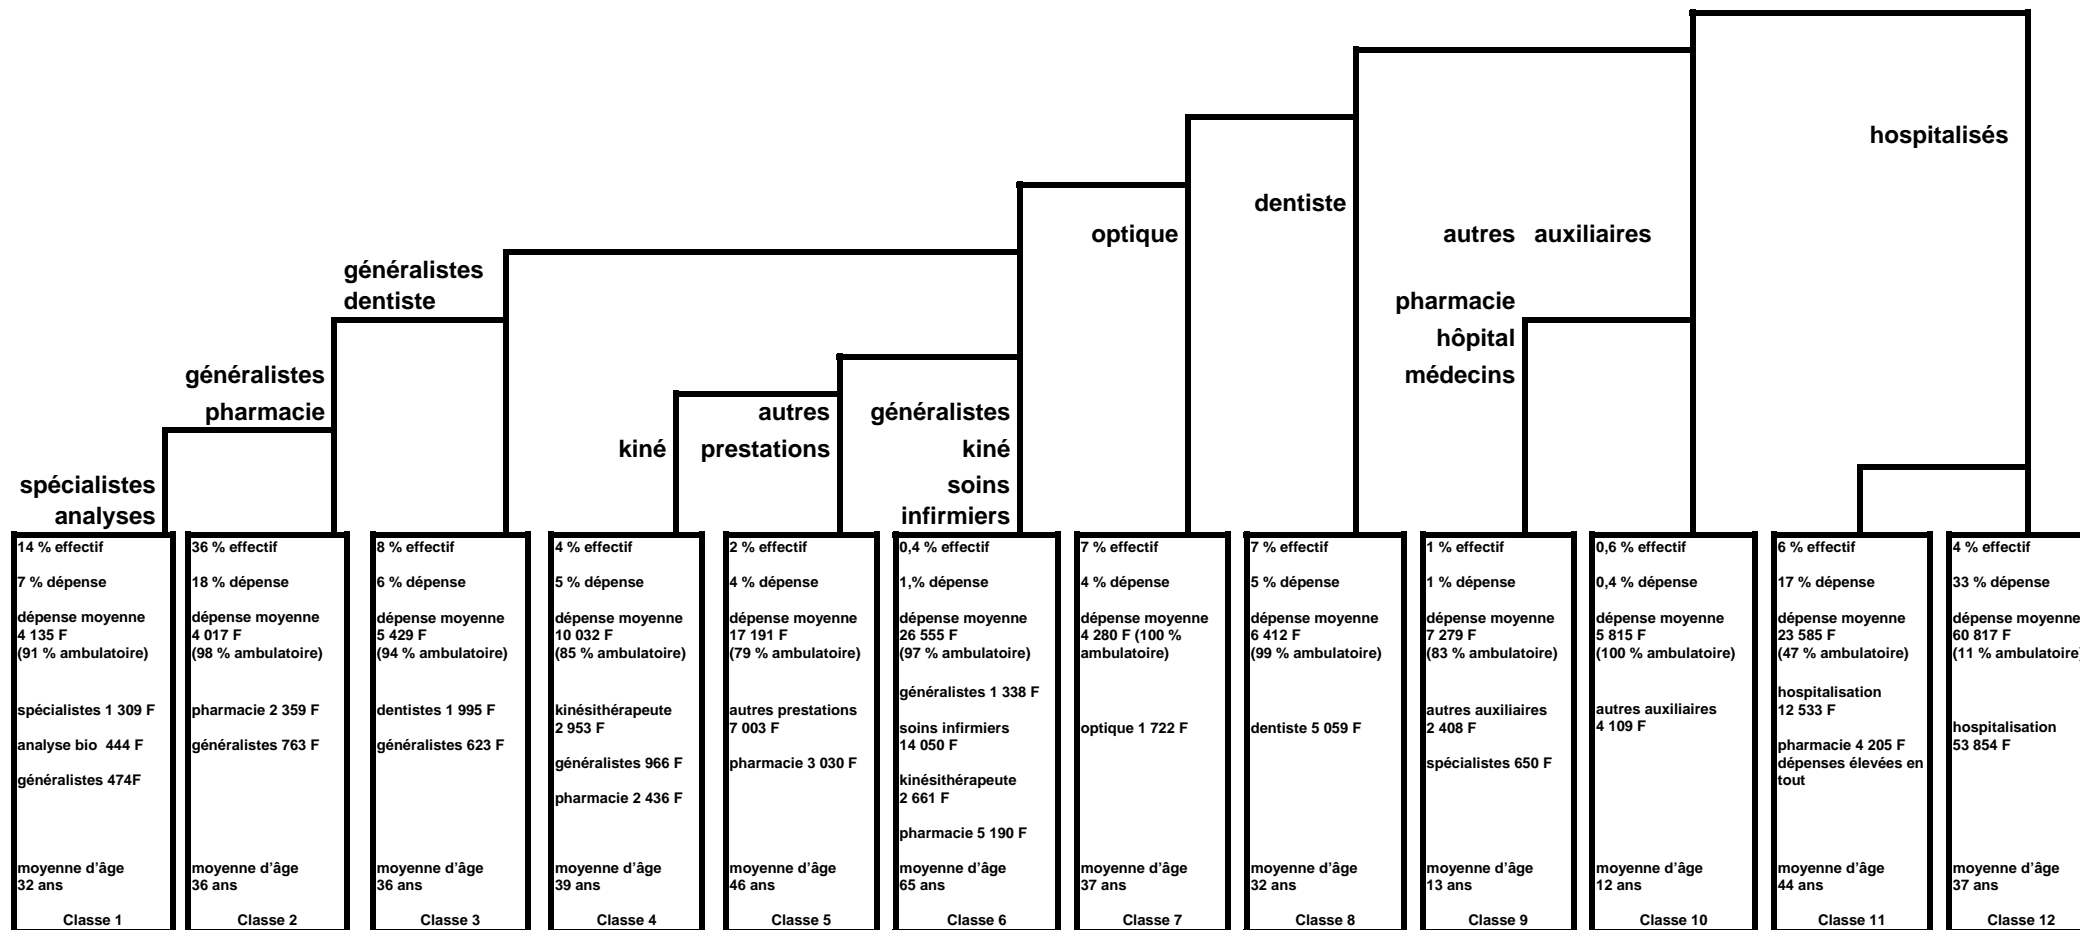 hospitalisés
dentiste
optique
autres auxiliaires
généralistes
dentiste
pharmacie
hôpital
médecins
généralistes
pharmacie
kiné
autres
prestations
généralistes
kiné
soins
infirmiers
spécialistes
analyses
14 % effectif
7 % dépense
dépense moyenne
4 135 F
(91 % ambulatoire)
spécialistes 1 309 F
analyse bio 444 F
généralistes 474F
moyenne d’âge
32 ans
Classe 1
36 % effectif
18 % dépense
dépense moyenne
4 017 F
(98 % ambulatoire)
pharmacie 2 359 F
généralistes 763 F
moyenne d’âge
36 ans
Classe 2
8 % effectif
6 % dépense
dépense moyenne
5 429 F
(94 % ambulatoire)
dentistes 1 995 F
généralistes 623 F
moyenne d’âge
36 ans
Classe 3
4 % effectif
5 % dépense
dépense moyenne
10 032 F
(85 % ambulatoire)
kinésithérapeute
2 953 F
généralistes 966 F
pharmacie 2 436 F
moyenne d’âge
39 ans
Classe 4
2 % effectif
4 % dépense
dépense moyenne
17 191 F
(79 % ambulatoire)
autres prestations
7 003 F
pharmacie 3 030 F
moyenne d’âge
46 ans
Classe 5
0,4 % effectif
1,% dépense
dépense moyenne
26 555 F
(97 % ambulatoire)
généralistes 1 338 F
soins infirmiers
14 050 F
kinésithérapeute
2 661 F
pharmacie 5 190 F
moyenne d’âge
65 ans
Classe 6
7 % effectif
4 % dépense
dépense moyenne
4 280 F (100 %
ambulatoire)
optique 1 722 F
moyenne d’âge
37 ans
Classe 7
7 % effectif
5 % dépense
dépense moyenne
6 412 F
(99 % ambulatoire)
dentiste 5 059 F
moyenne d’âge
32 ans
Classe 8
1 % effectif
1 % dépense
dépense moyenne
7 279 F
(83 % ambulatoire)
autres auxiliaires
2 408 F
spécialistes 650 F
moyenne d’âge
13 ans
Classe 9
0,6 % effectif
0,4 % dépense
dépense moyenne
5 815 F
(100 % ambulatoire)
autres auxiliaires
4 109 F
moyenne d’âge
12 ans
Classe 10
6 % effectif
17 % dépense
dépense moyenne
23 585 F
(47 % ambulatoire)
hospitalisation
12 533 F
pharmacie 4 205 F
dépenses élevées en
tout
moyenne d’âge
44 ans
Classe 11
4 % effectif
33 % dépense
dépense moyenne
60 817 F
(11 % ambulatoire)
hospitalisation
53 854 F
moyenne d’âge
37 ans
Classe 12